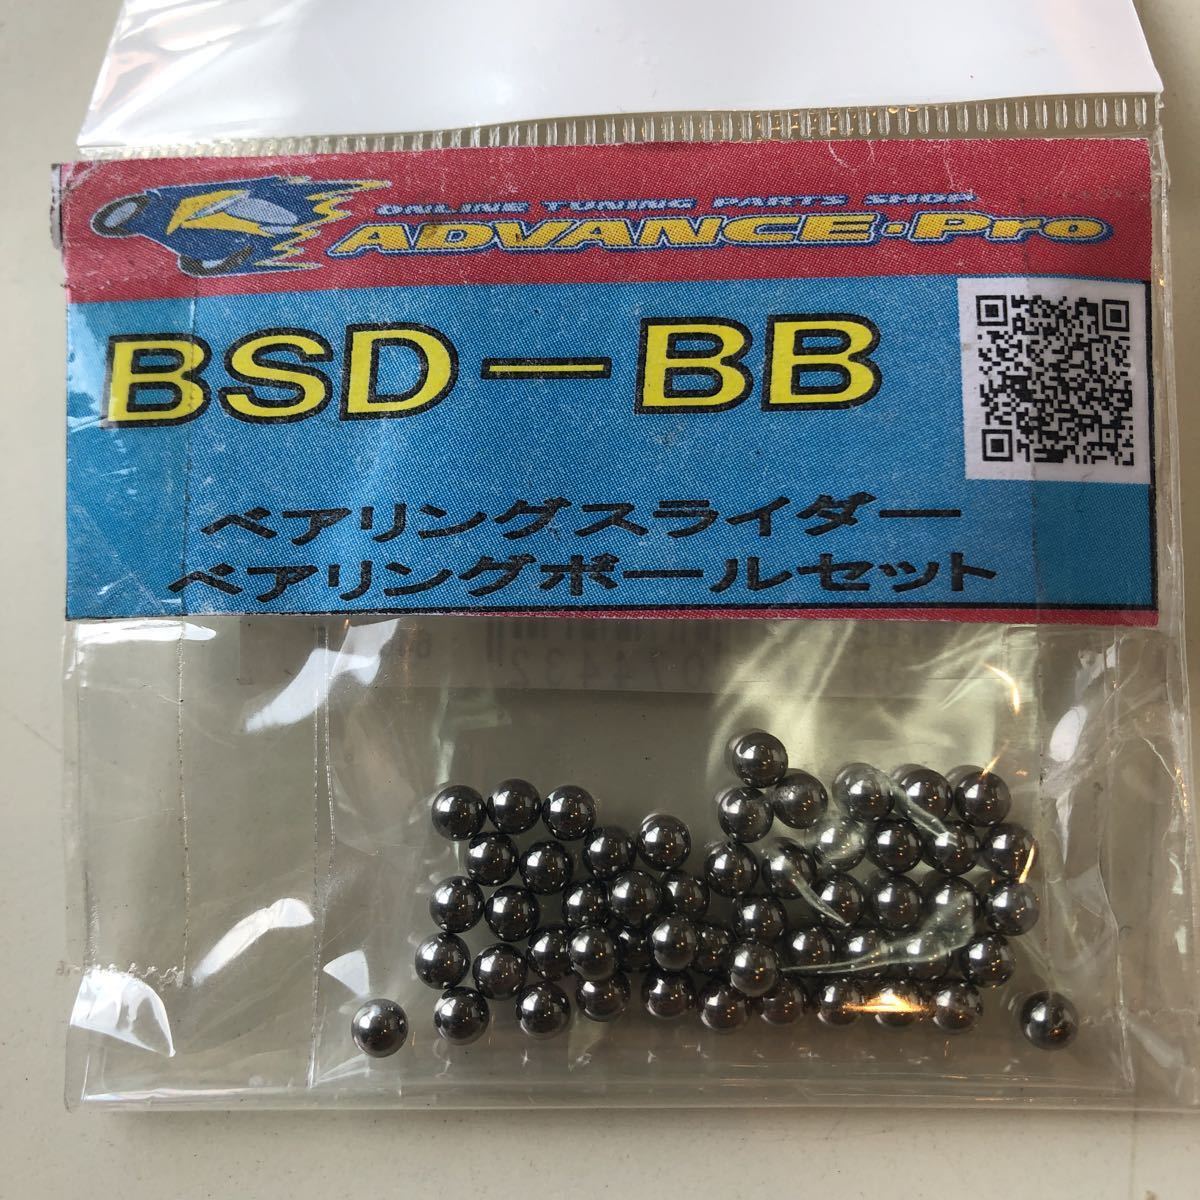 ONLINE TUNING PARTS SHOP
ADVANCE・Pro
BSD－BB
ベアリングスライダー
ベアリングボールセット
074432